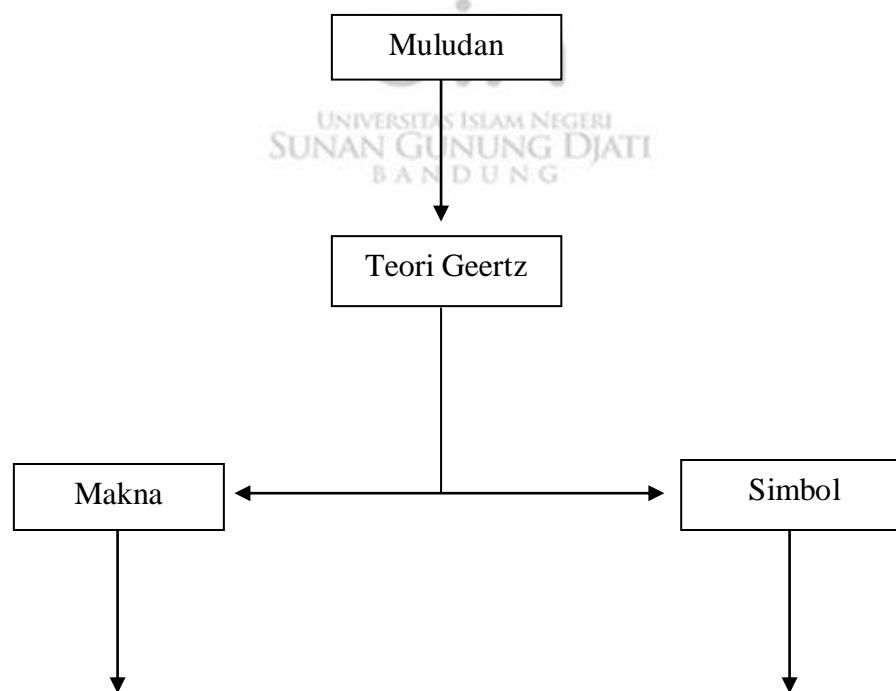 Muludan
UNIVERSITAS ISLAM NEGERI
SUNAN GUNUNG DJATI
BANDUNG
Teori Geertz
Makna
Simbol